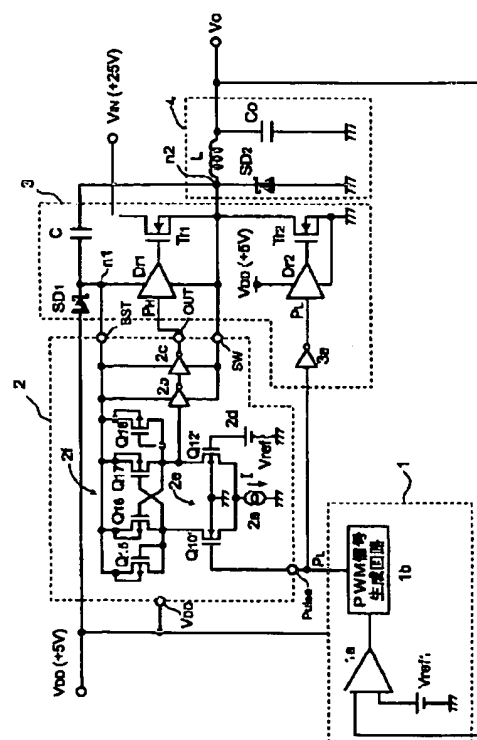 VDD (+5V)
VDD
2
2f
Q15
Q16
Q17
Q18
2e
Q10
Q12
2a
I
Vref
2d
2b
2c
BST
OUT
SW
Pulse
PL
3
SD1
n1
C
VIN (+25V)
PH
Dr1
Tr1
VDD (+5V)
PL
Dr2
Tr2
3a
4
n2
L
SD2
Co
Vo
1
1a
Vref1
PWM信号
生成回路
1b